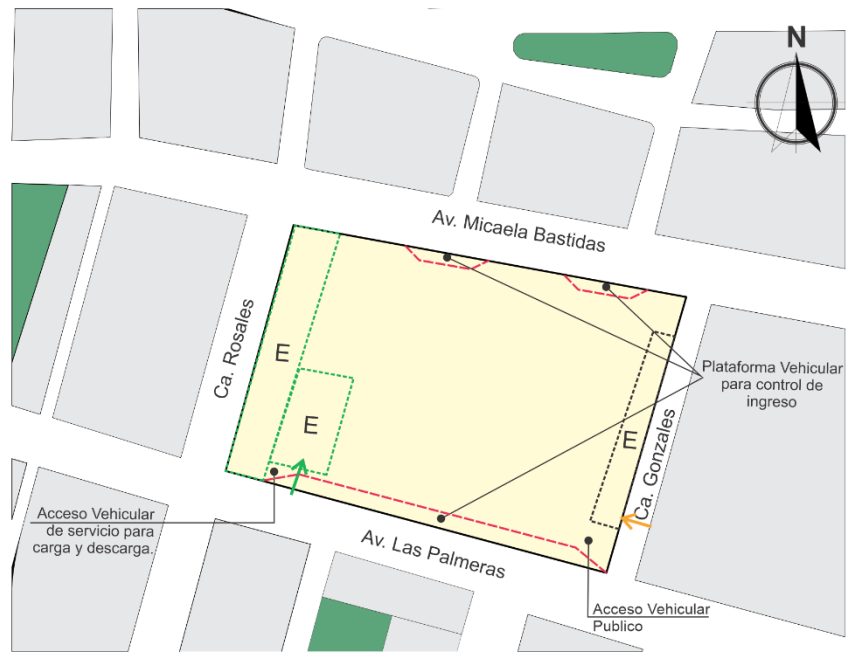 N
Av. Micaela Bastidas
Ca. Rosales
E
E
E
Plataforma Vehicular
para control de
ingreso
Ca. Gonzales
Acceso Vehicular
de servicio para
carga y descarga.
Av. Las Palmeras
Acceso Vehicular
Publico